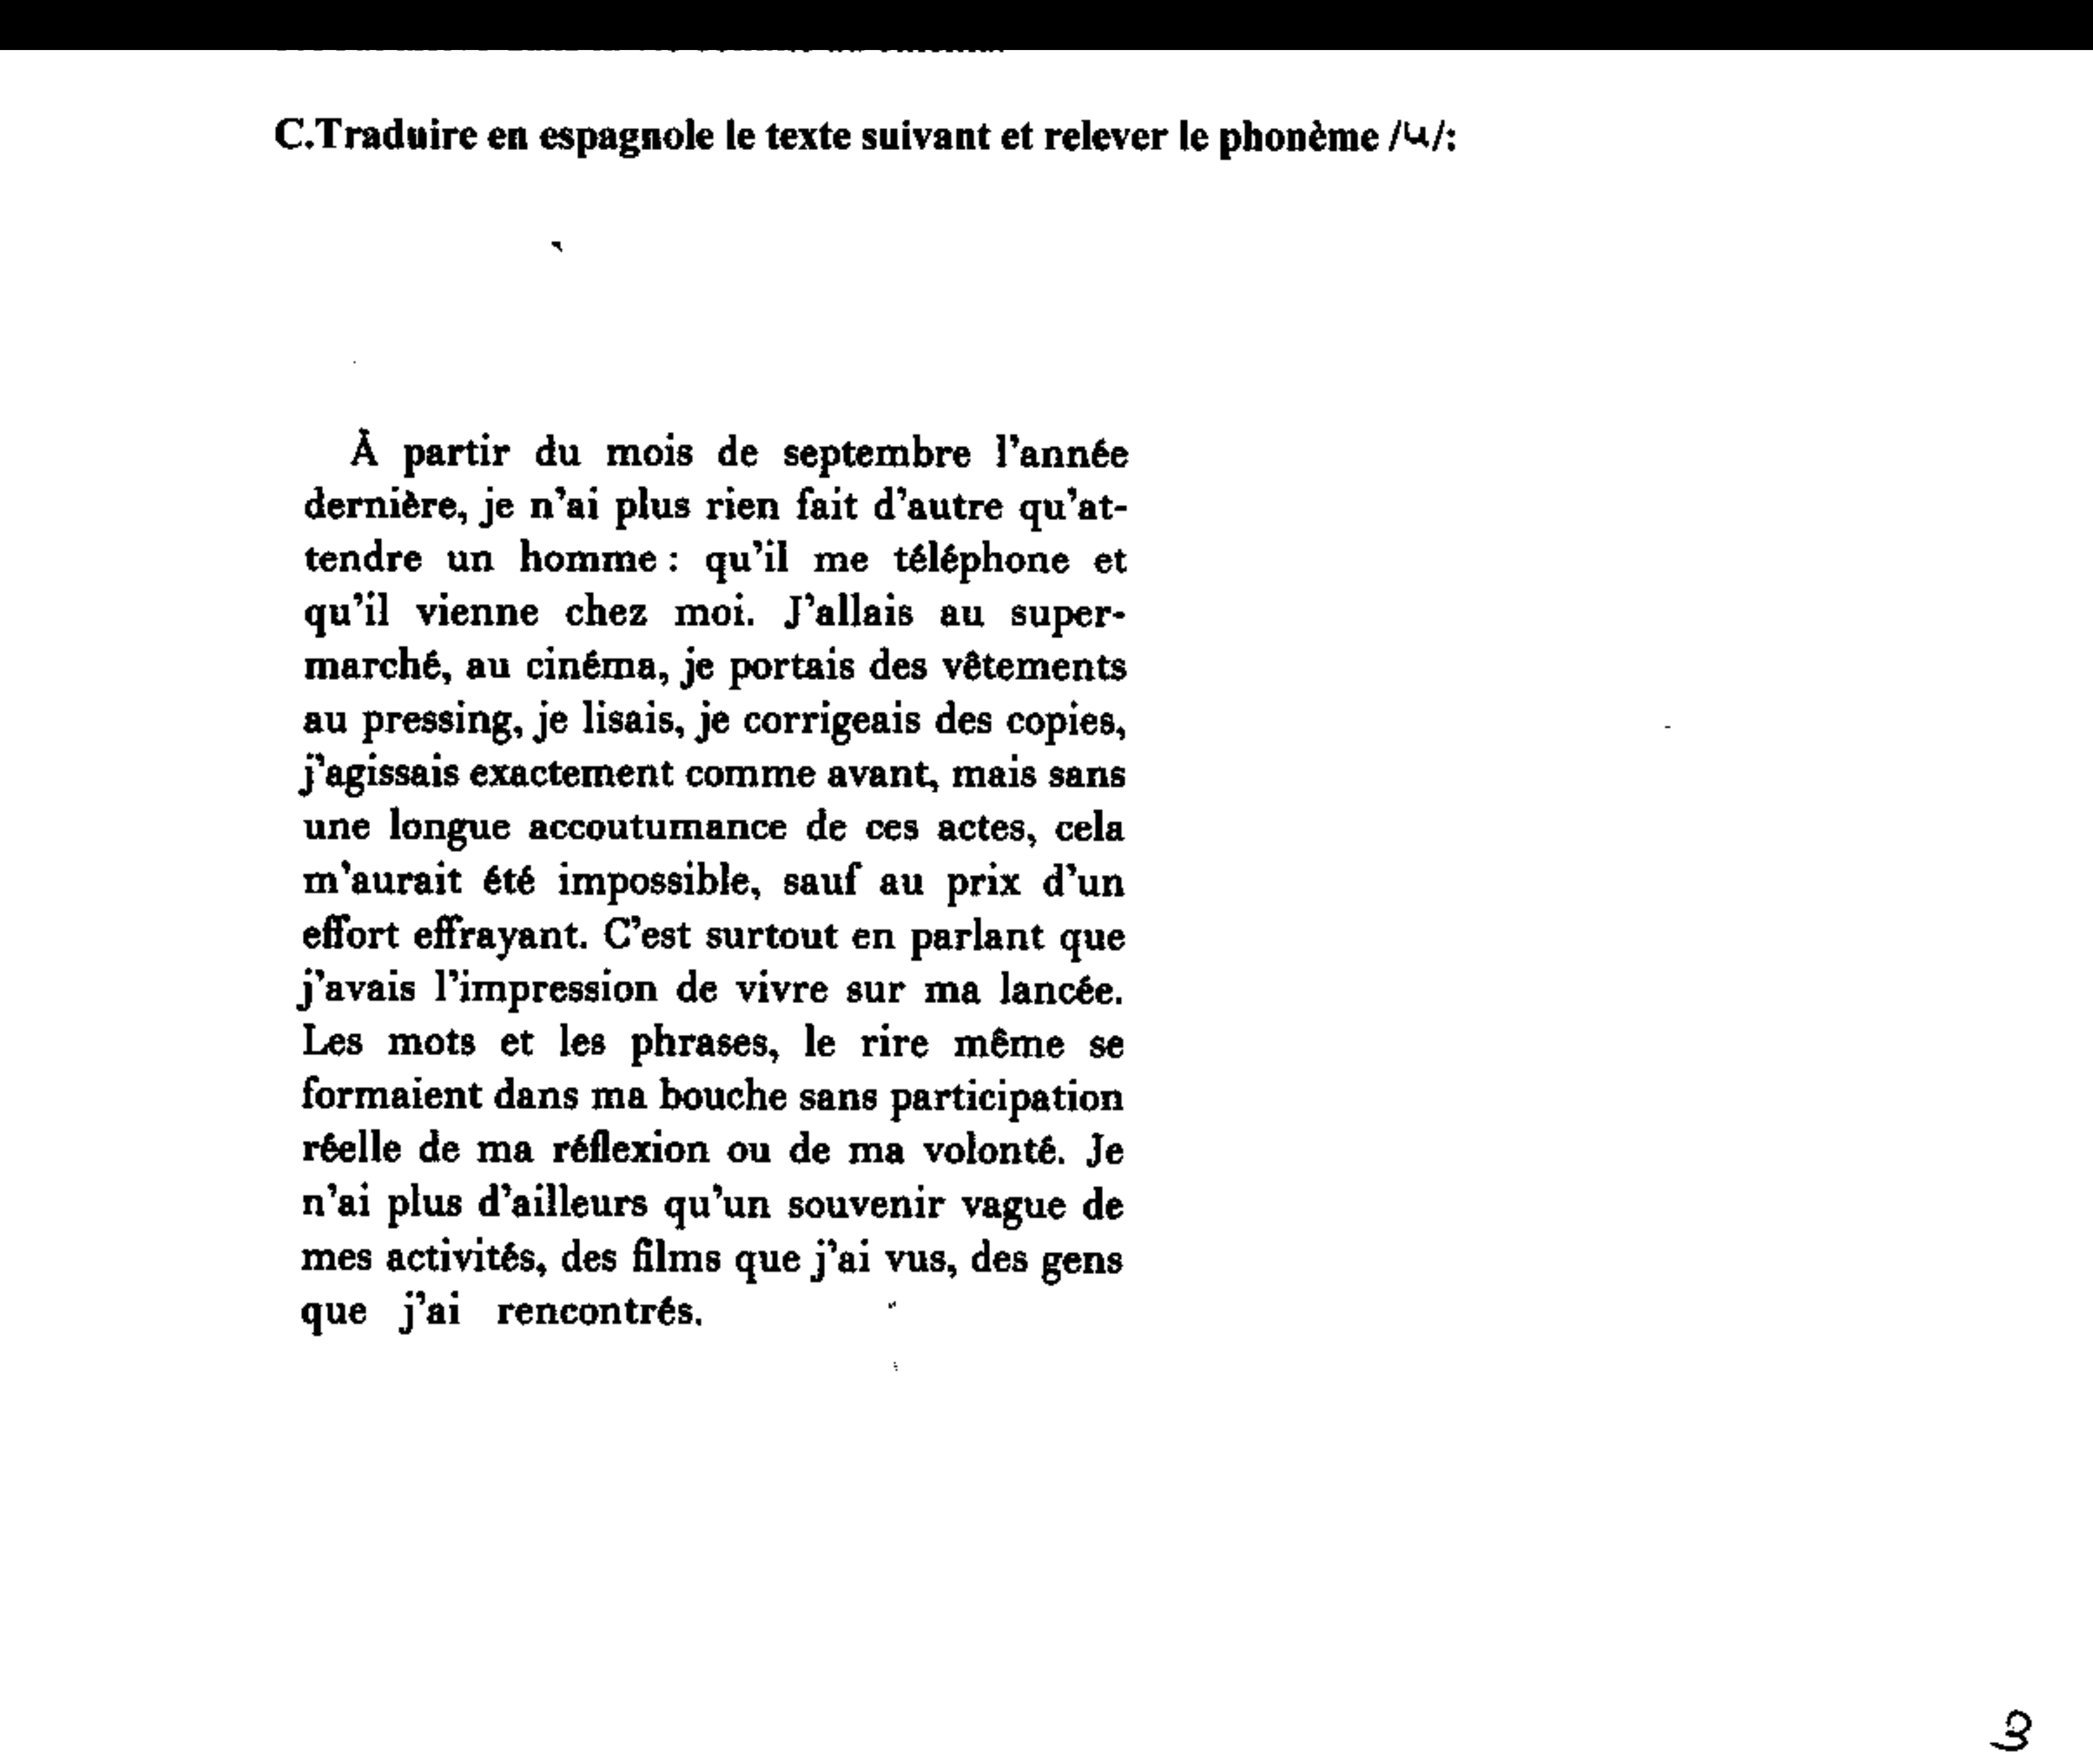 C.Traduire en espagnole le texte suivant et relever le phonème /ɥ/:
À partir du mois de septembre l'année
dernière, je n'ai plus rien fait d'autre qu'at-
tendre un homme : qu'il me téléphone et
qu'il vienne chez moi. J'allais au super-
marché, au cinéma, je portais des vêtements
au pressing, je lisais, je corrigeais des copies,
j'agissais exactement comme avant, mais sans
une longue accoutumance de ces actes, cela
m'aurait été impossible, sauf au prix d'un
effort effrayant. C'est surtout en parlant que
j'avais l'impression de vivre sur ma lancée.
Les mots et les phrases, le rire même se
formaient dans ma bouche sans participation
réelle de ma réflexion ou de ma volonté. Je
n'ai plus d'ailleurs qu'un souvenir vague de
mes activités, des films que j'ai vus, des gens
que j'ai rencontrés.
3